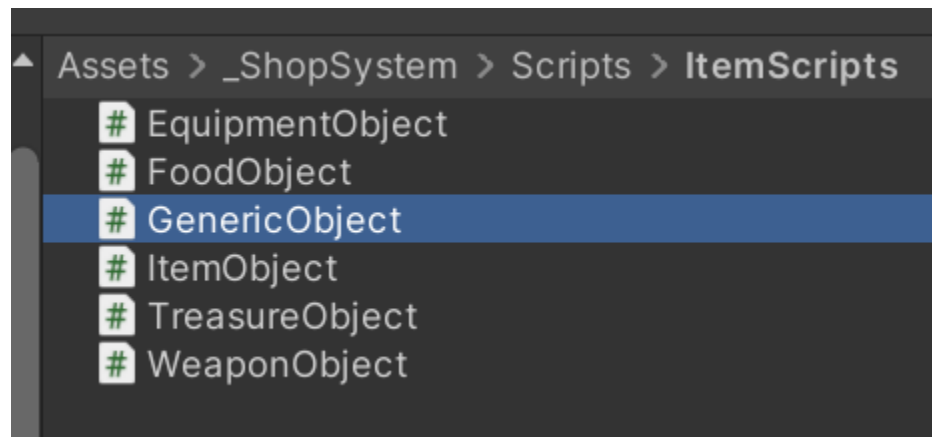 Assets > _ShopSystem > Scripts > ItemScripts
# EquipmentObject
# FoodObject
# GenericObject
# ItemObject
# TreasureObject
# WeaponObject